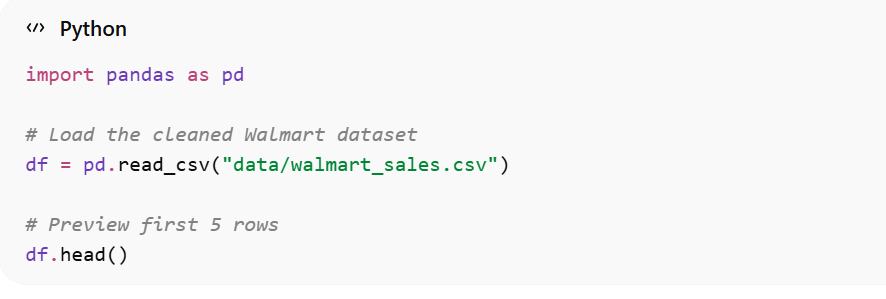 Python
import pandas as pd
# Load the cleaned Walmart dataset
df = pd.read_csv("data/walmart_sales.csv")
# Preview first 5 rows
df.head()